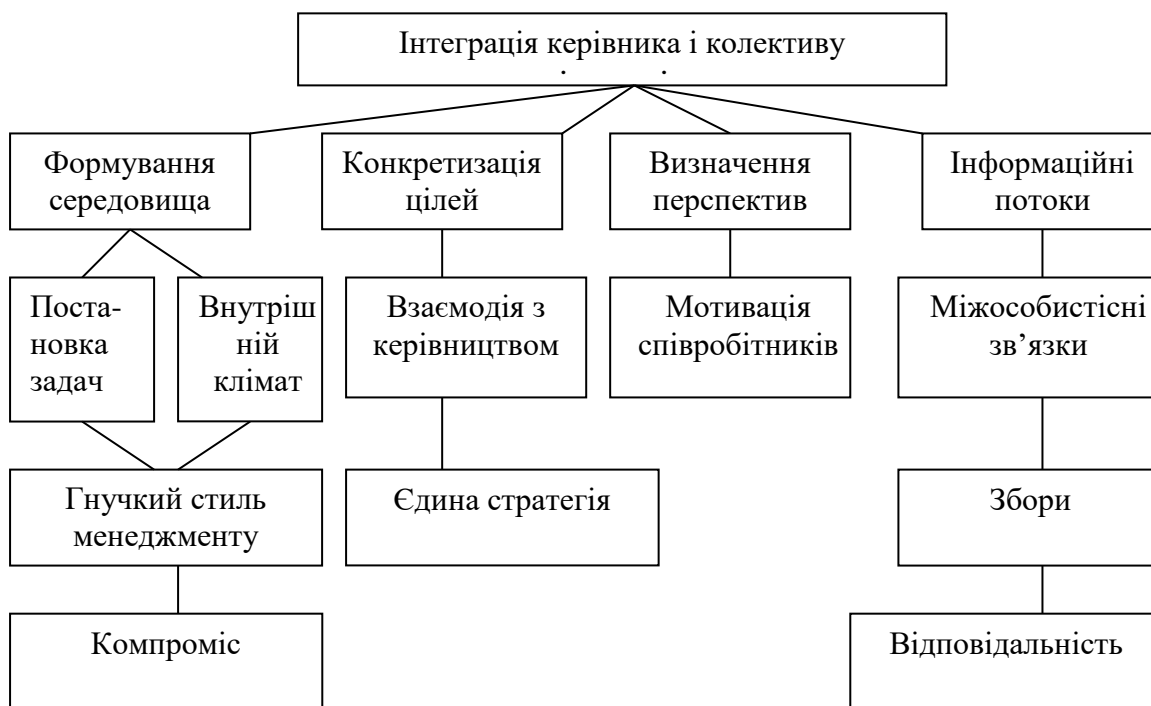 Інтеграція керівника і колективу
Формування
середовища
Конкретизація
цілей
Визначення
перспектив
Інформаційні
потоки
Поста-
новка
задач
Внутріш
ній
клімат
Взаємодія з
керівництвом
Мотивація
співробітників
Міжособистісні
зв’язки
Гнучкий стиль
менеджменту
Єдина стратегія
Збори
Компроміс
Відповідальність